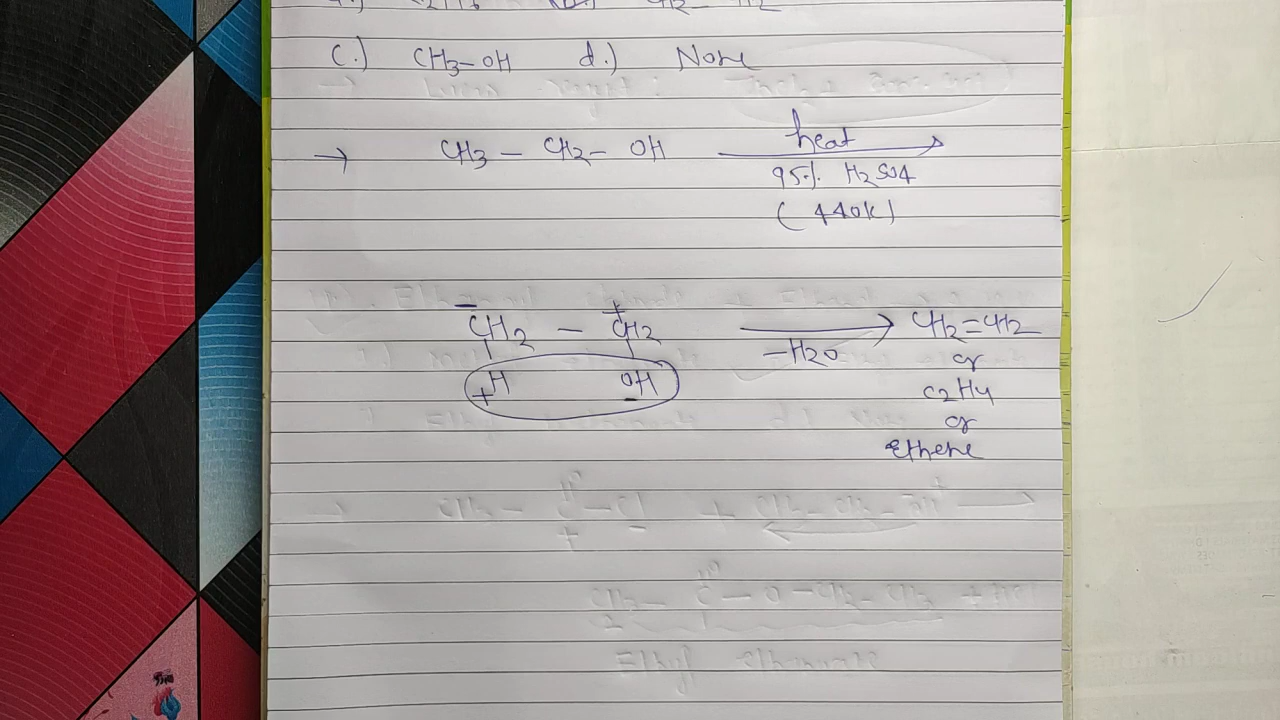 c.) CH3-OH d.) None
→ CH3 - CH2 - OH heat
95% H2SO4
(440K)
CH2 - CH2 -H2O CH2=CH2
H OH or
C2H4
or
Ethene